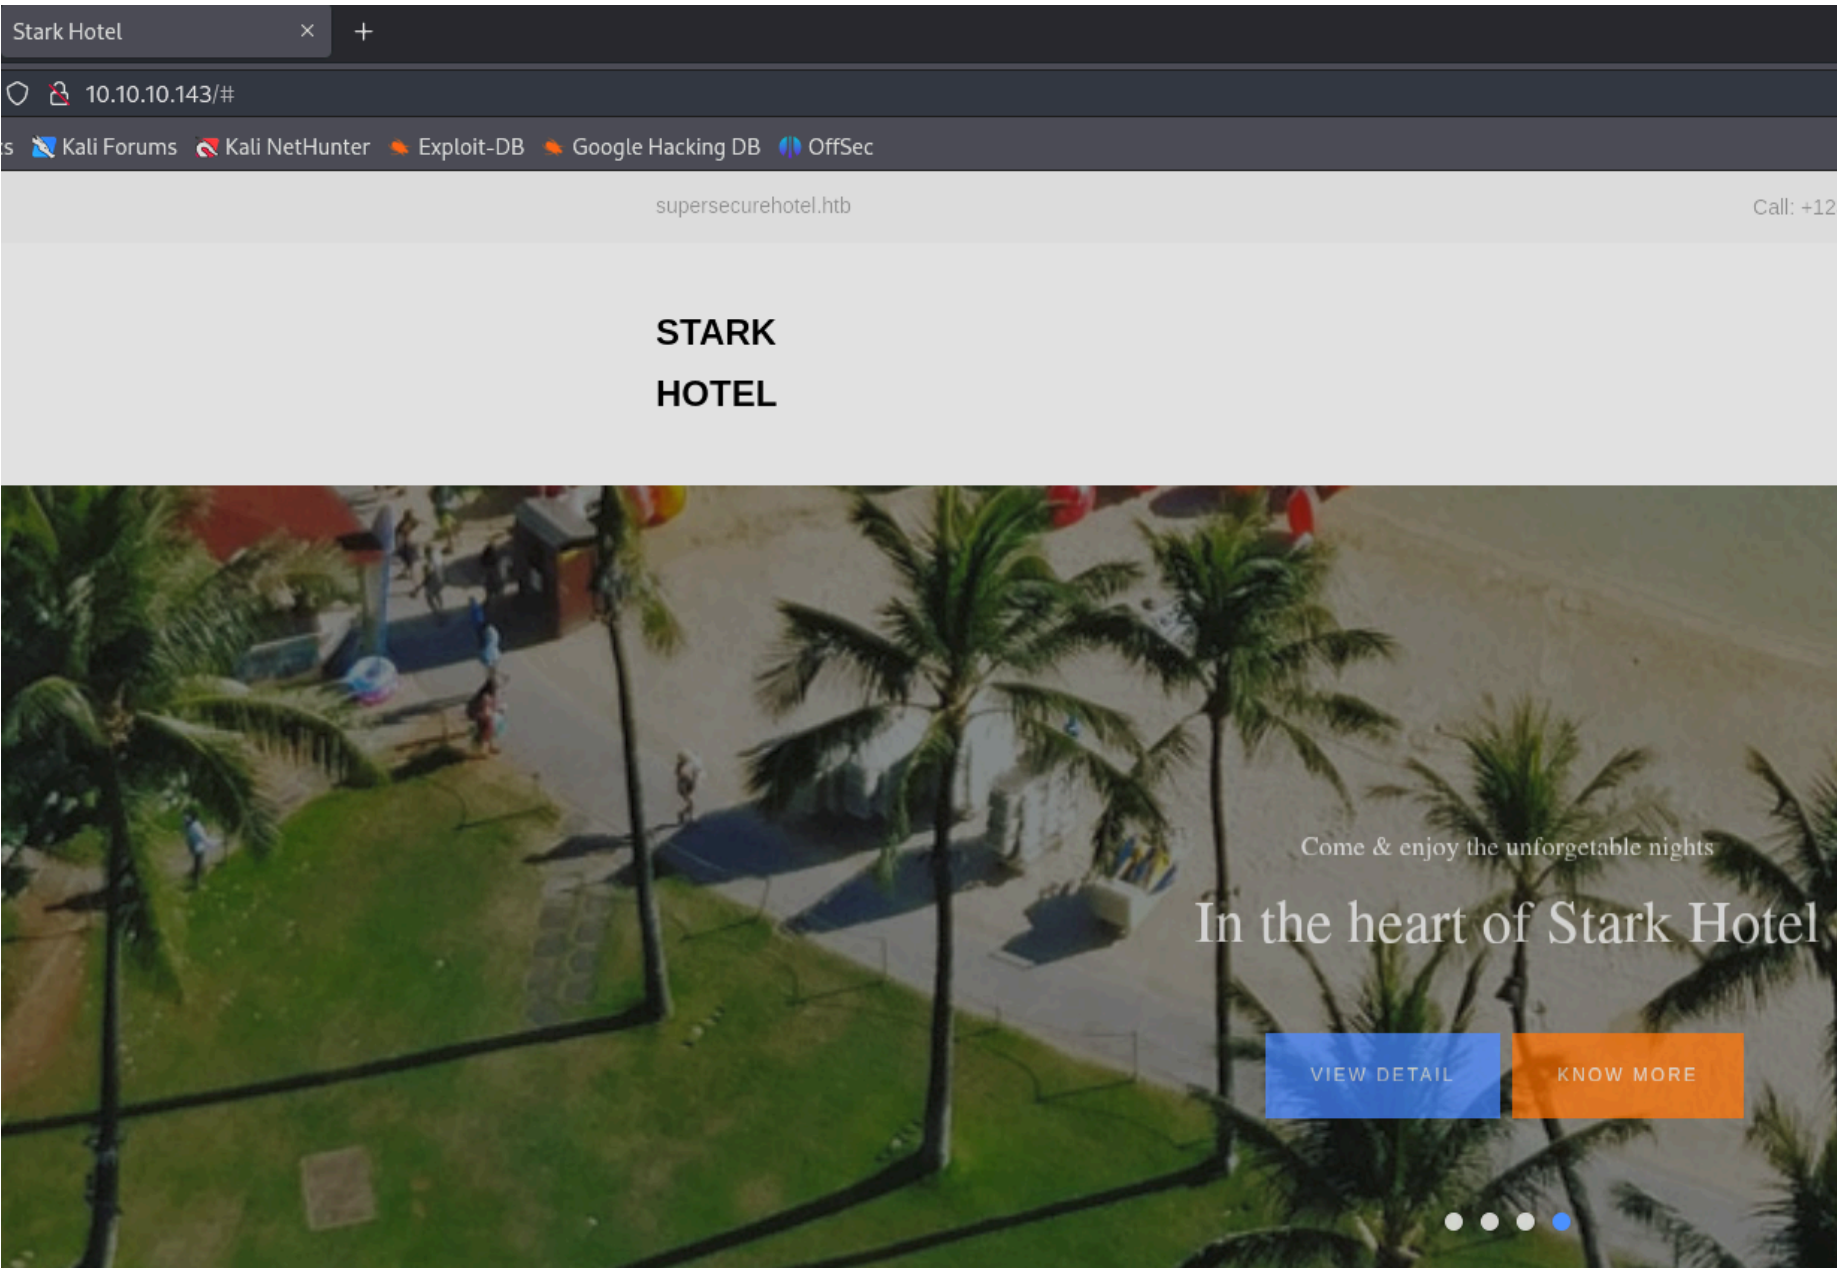 Stark Hotel
10.10.10.143/#
Kali Forums Kali NetHunter Exploit-DB Google Hacking DB OffSec
supersecurehotel.htb Call: +12
STARK
HOTEL
Come & enjoy the unforgetable nights
In the heart of Stark Hotel
VIEW DETAIL KNOW MORE